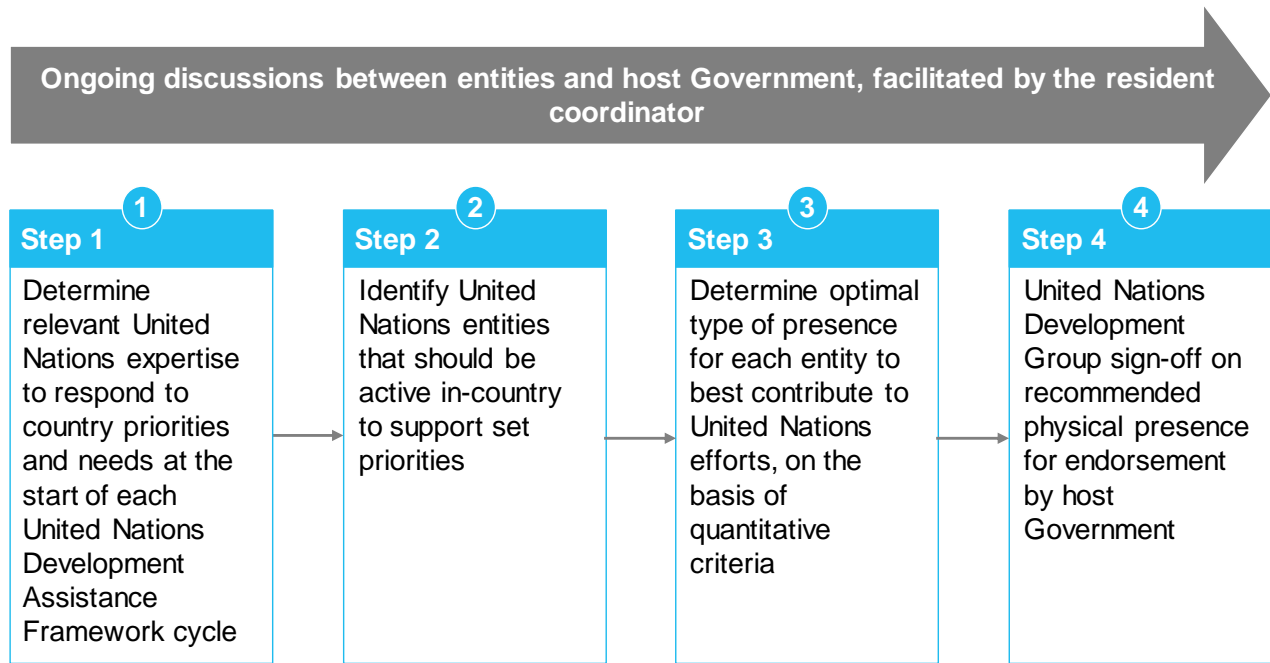 Ongoing discussions between entities and host Government, facilitated by the resident
coordinator
1
Step 1
Determine
relevant United
Nations expertise
to respond to
country priorities
and needs at the
start of each
United Nations
Development
Assistance
Framework cycle
2
Step 2
Identify United
Nations entities
that should be
active in-country
to support set
priorities
3
Step 3
Determine optimal
type of presence
for each entity to
best contribute to
United Nations
efforts, on the
basis of
quantitative
criteria
4
Step 4
United Nations
Development
Group sign-off on
recommended
physical presence
for endorsement
by host
Government